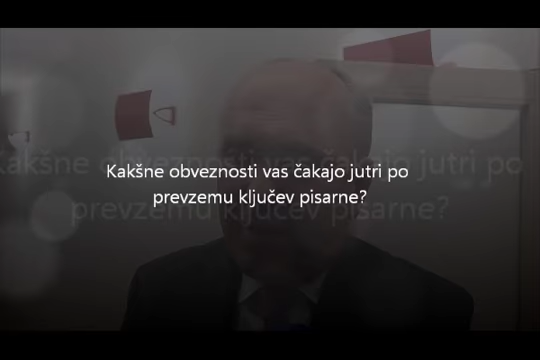 Kakšne obveznosti vas čakajo jutri po
prevzemu ključev pisarne?